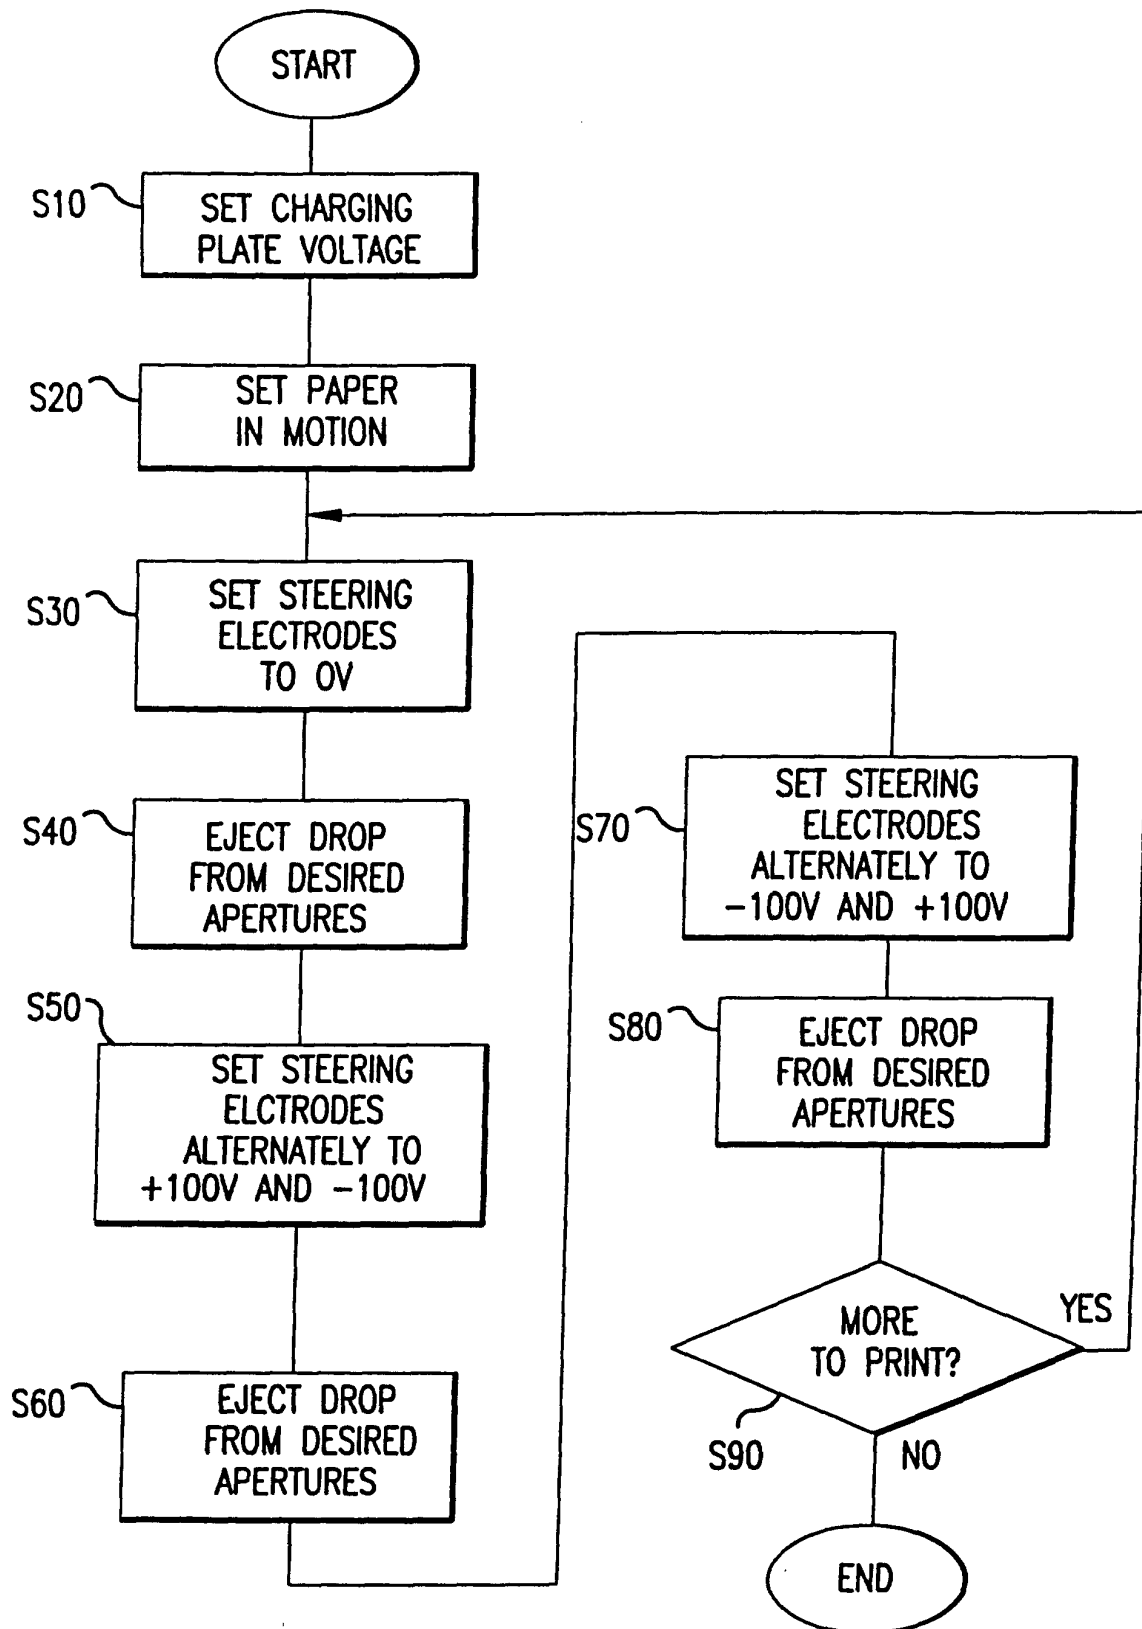 START
S10
SET CHARGING
PLATE VOLTAGE
S20
SET PAPER
IN MOTION
S30
SET STEERING
ELECTRODES
TO 0V
S40
EJECT DROP
FROM DESIRED
APERTURES
S50
SET STEERING
ELCTRODES
ALTERNATELY TO
+100V AND -100V
S60
EJECT DROP
FROM DESIRED
APERTURES
S70
SET STEERING
ELECTRODES
ALTERNATELY TO
-100V AND +100V
S80
EJECT DROP
FROM DESIRED
APERTURES
MORE
TO PRINT?
YES
S90
NO
END